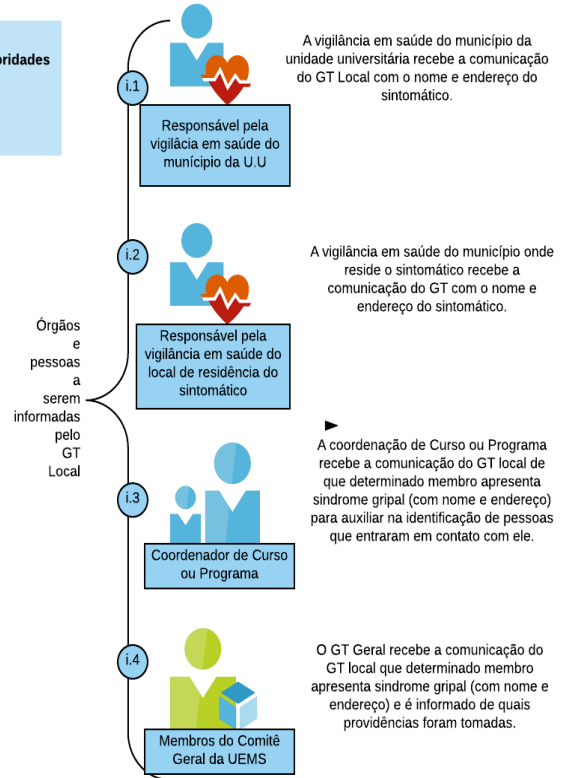 oridades
i.1
Responsável pela
vigilâcia em saúde do
munícipio da U.U
A vigilância em saúde do município da
unidade universitária recebe a comunicação
do GT Local com o nome e endereço do
sintomático.
i.2
Responsável pela
vigilância em saúde do
local de residência do
sintomático
A vigilância em saúde do município onde
reside o sintomático recebe a
comunicação do GT com o nome e
endereço do sintomático.
Órgãos
e
pessoas
a
serem
informadas
pelo
GT
Local
i.3
Coordenador de Curso
ou Programa
A coordenação de Curso ou Programa
recebe a comunicação do GT local de
que determinado membro apresenta
sindrome gripal (com nome e endereço)
para auxiliar na identificação de pessoas
que entraram em contato com ele.
i.4
Membros do Comitê
Geral da UEMS
O GT Geral recebe a comunicação do
GT local que determinado membro
apresenta sindrome gripal (com nome e
endereço) e é informado de quais
providências foram tomadas.